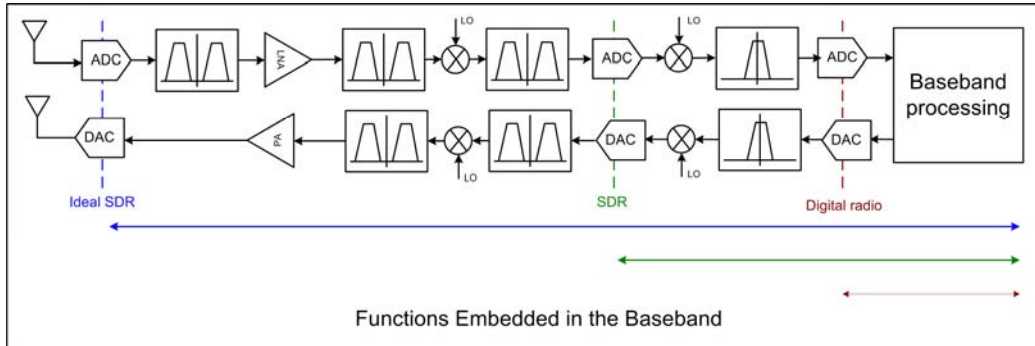 LO
LO
ADC
LNA
ADC
ADC
Baseband
processing
DAC
PA
DAC
DAC
LO
LO
Ideal SDR
SDR
Digital radio
Functions Embedded in the Baseband